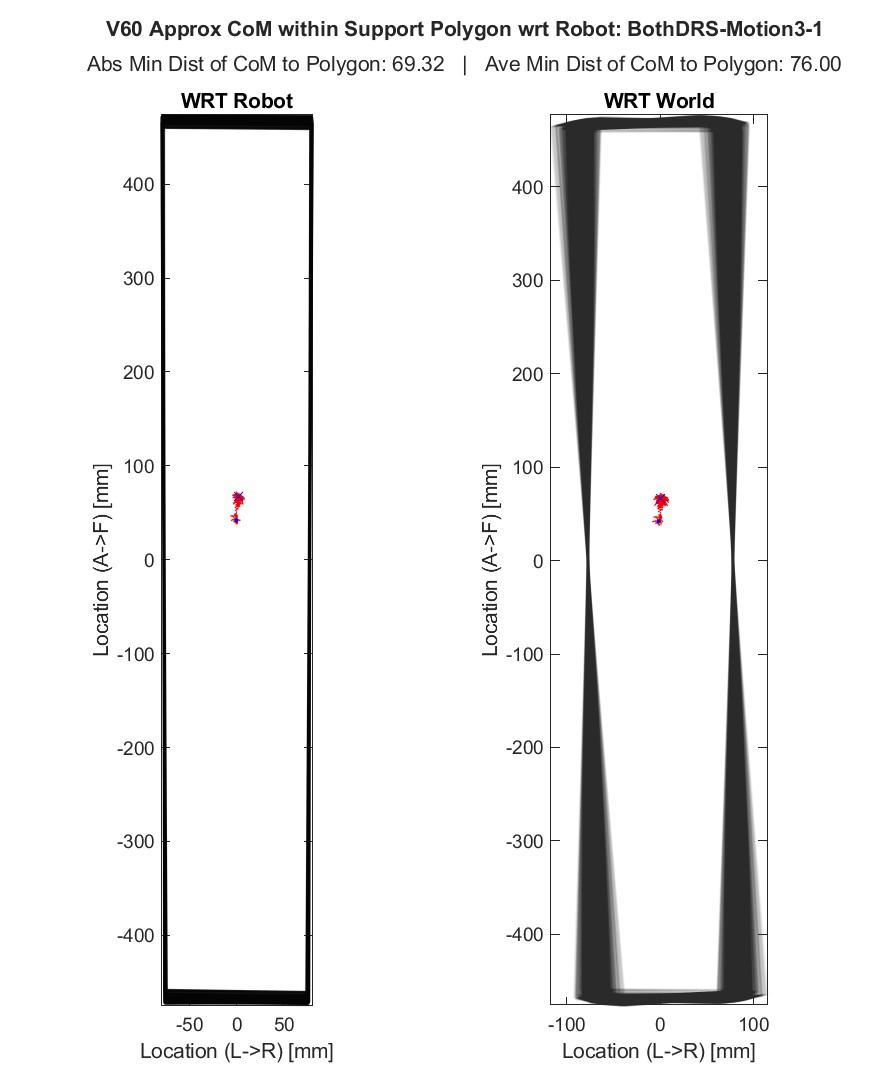 V60 Approx CoM within Support Polygon wrt Robot: BothDRS-Motion3-1
Abs Min Dist of CoM to Polygon: 69.32 | Ave Min Dist of CoM to Polygon: 76.00
WRT Robot
Location (A->F) [mm]
400
300
200
100
0
-100
-200
-300
-400
-50 0 50
Location (L->R) [mm]
WRT World
Location (A->F) [mm]
400
300
200
100
0
-100
-200
-300
-400
-100 0 100
Location (L->R) [mm]